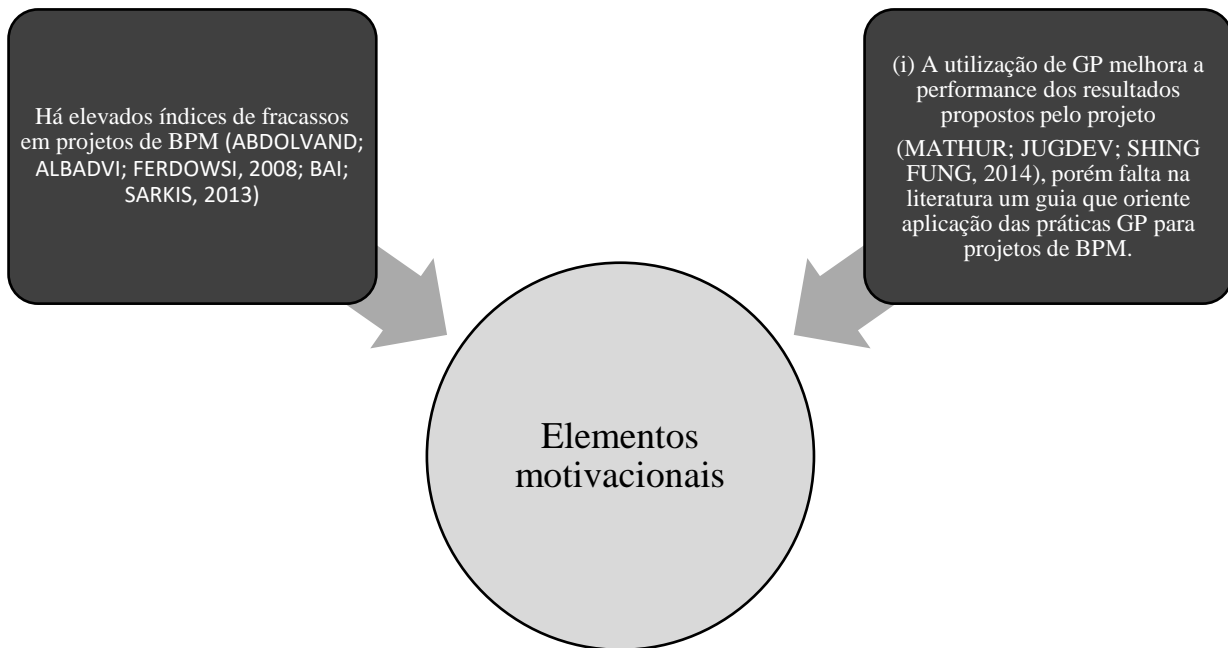 Há elevados índices de fracassos
em projetos de BPM (ABDOLVAND;
ALBADVI; FERDOWSI, 2008; BAI;
SARKIS, 2013)
(i) A utilização de GP melhora a
performance dos resultados
propostos pelo projeto
(MATHUR; JUGDEV; SHING
FUNG, 2014), porém falta na
literatura um guia que oriente
aplicação das práticas GP para
projetos de BPM.
Elementos
motivacionais